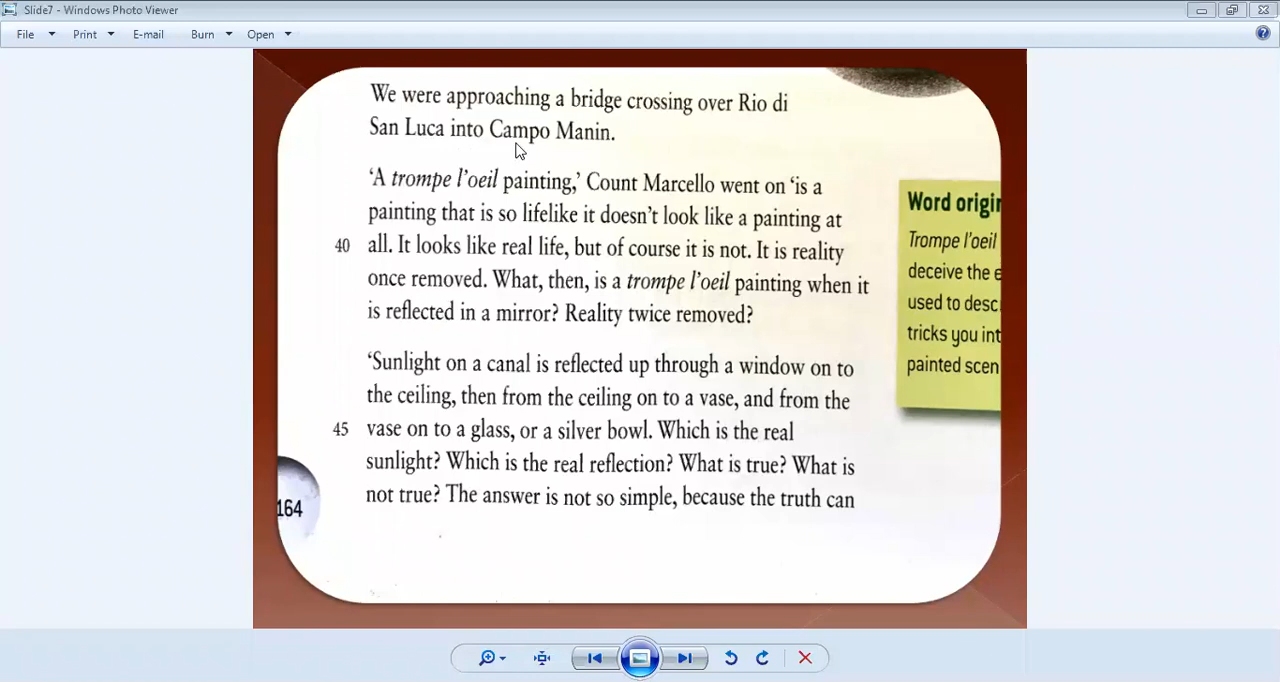 Slide7 - Windows Photo Viewer
File Print E-mail Burn Open
We were approaching a bridge crossing over Rio di
San Luca into Campo Manin.
‘A trompe l’oeil painting,’ Count Marcello went on ‘is a
painting that is so lifelike it doesn’t look like a painting at
40 all. It looks like real life, but of course it is not. It is reality
once removed. What, then, is a trompe l’oeil painting when it
is reflected in a mirror? Reality twice removed?
‘Sunlight on a canal is reflected up through a window on to
the ceiling, then from the ceiling on to a vase, and from the
45 vase on to a glass, or a silver bowl. Which is the real
sunlight? Which is the real reflection? What is true? What is
not true? The answer is not so simple, because the truth can
164
Word origin
Trompe l’oeil
deceive the e
used to desc
tricks you int
painted scen